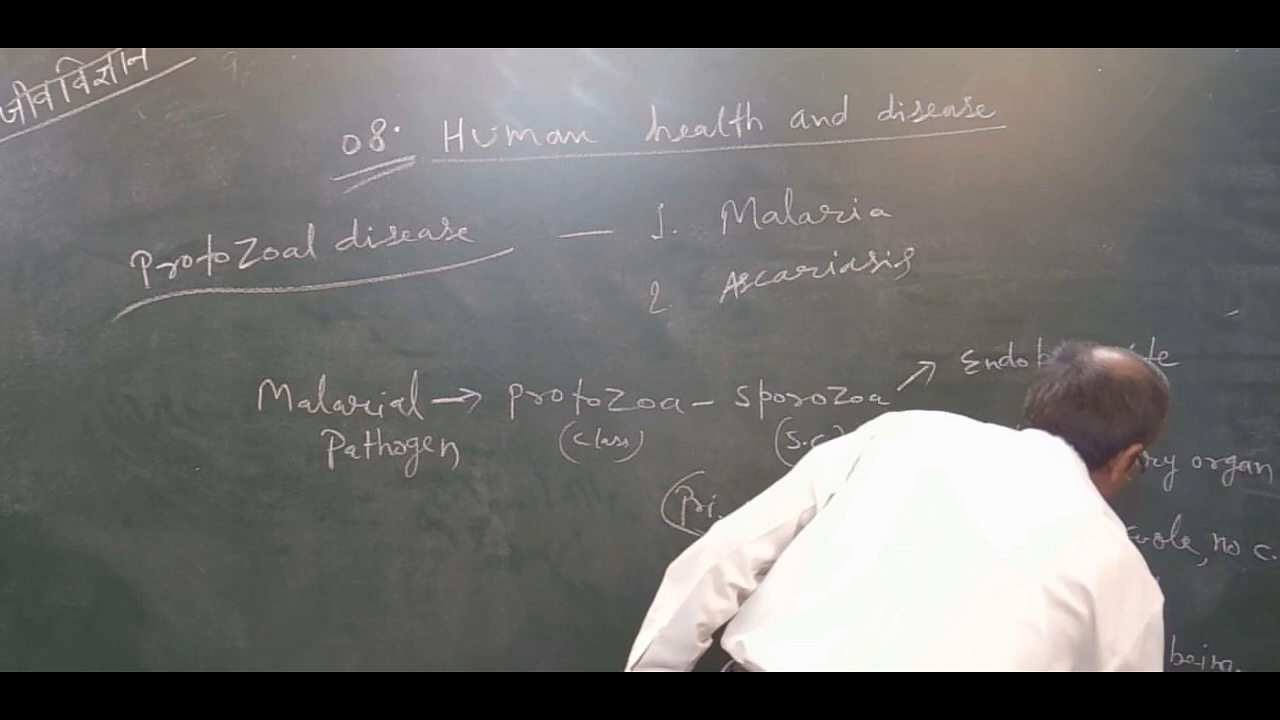 जीवविज्ञान
08. Human health and disease
Protozoal disease — 1. Malaria
2. Ascariasis
Malarial → Protozoa - Sporozoa ↗
Pathogen (Class)
organ
no c.
being